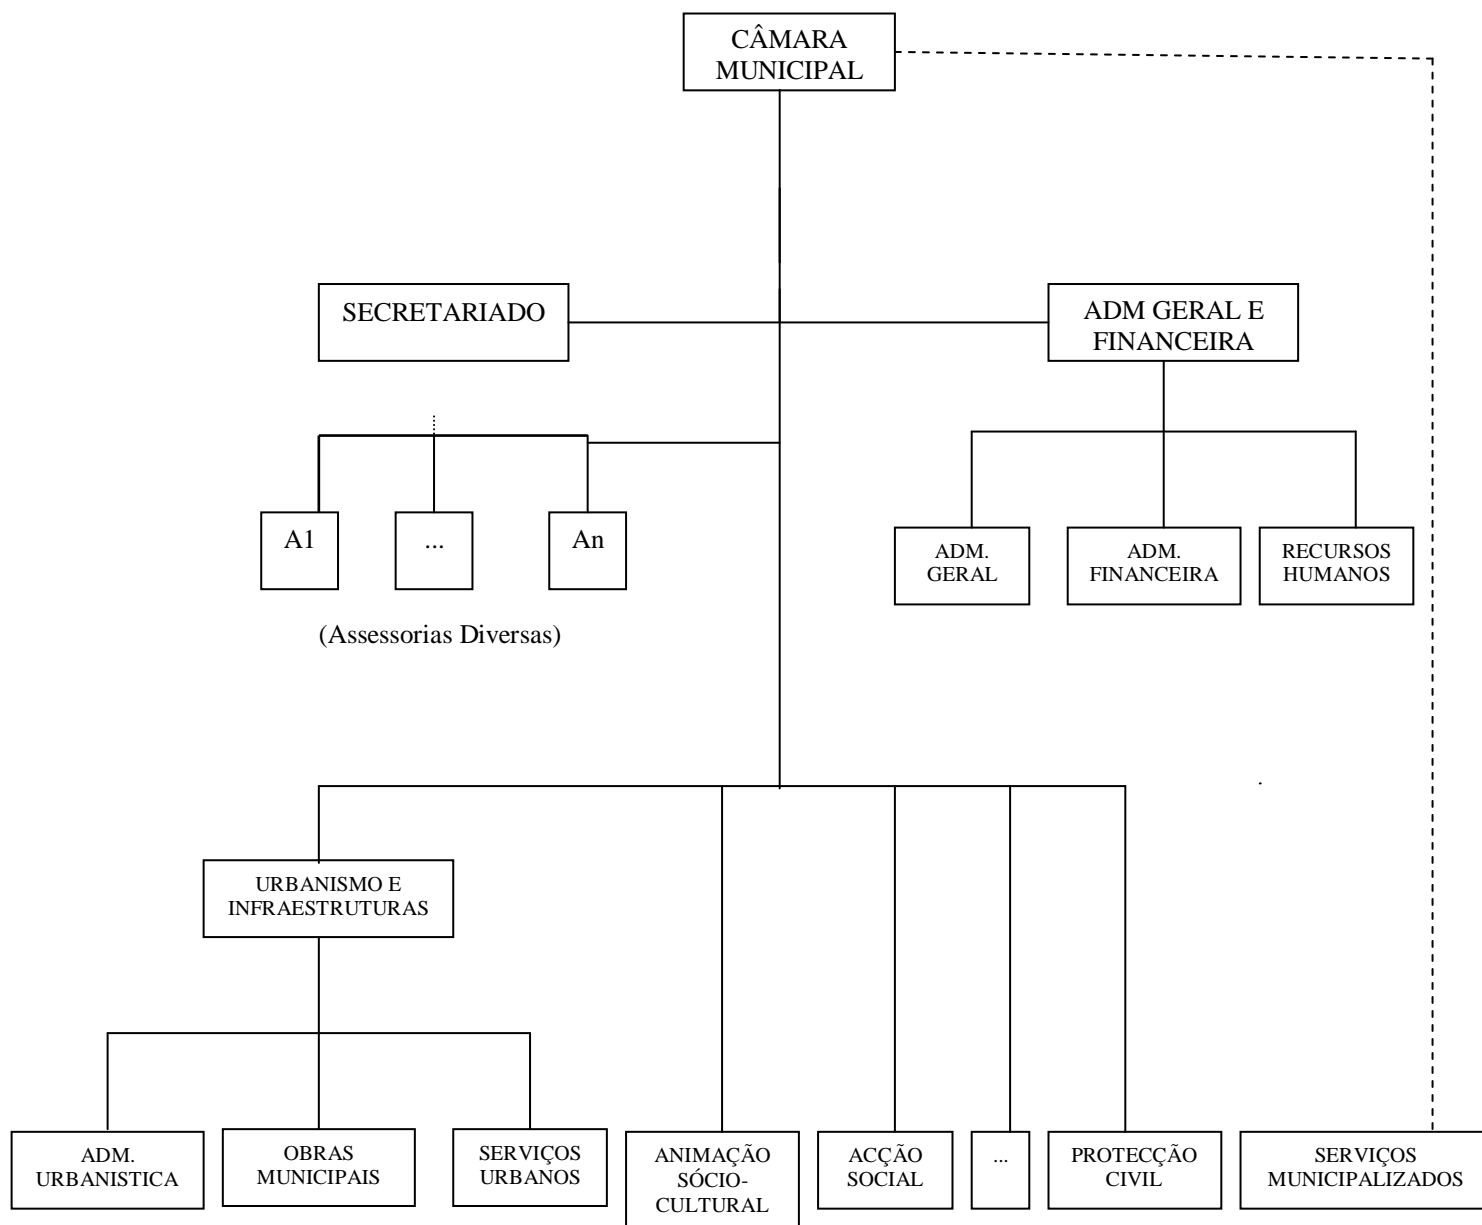 CÂMARA
MUNICIPAL
SECRETARIADO
ADM GERAL E
FINANCEIRA
A1
...
An
(Assessorias Diversas)
ADM.
GERAL
ADM.
FINANCEIRA
RECURSOS
HUMANOS
URBANISMO E
INFRAESTRUTURAS
ADM.
URBANISTICA
OBRAS
MUNICIPAIS
SERVIÇOS
URBANOS
ANIMAÇÃO
SÓCIO-
CULTURAL
ACÇÃO
SOCIAL
...
PROTECÇÃO
CIVIL
SERVIÇOS
MUNICIPALIZADOS